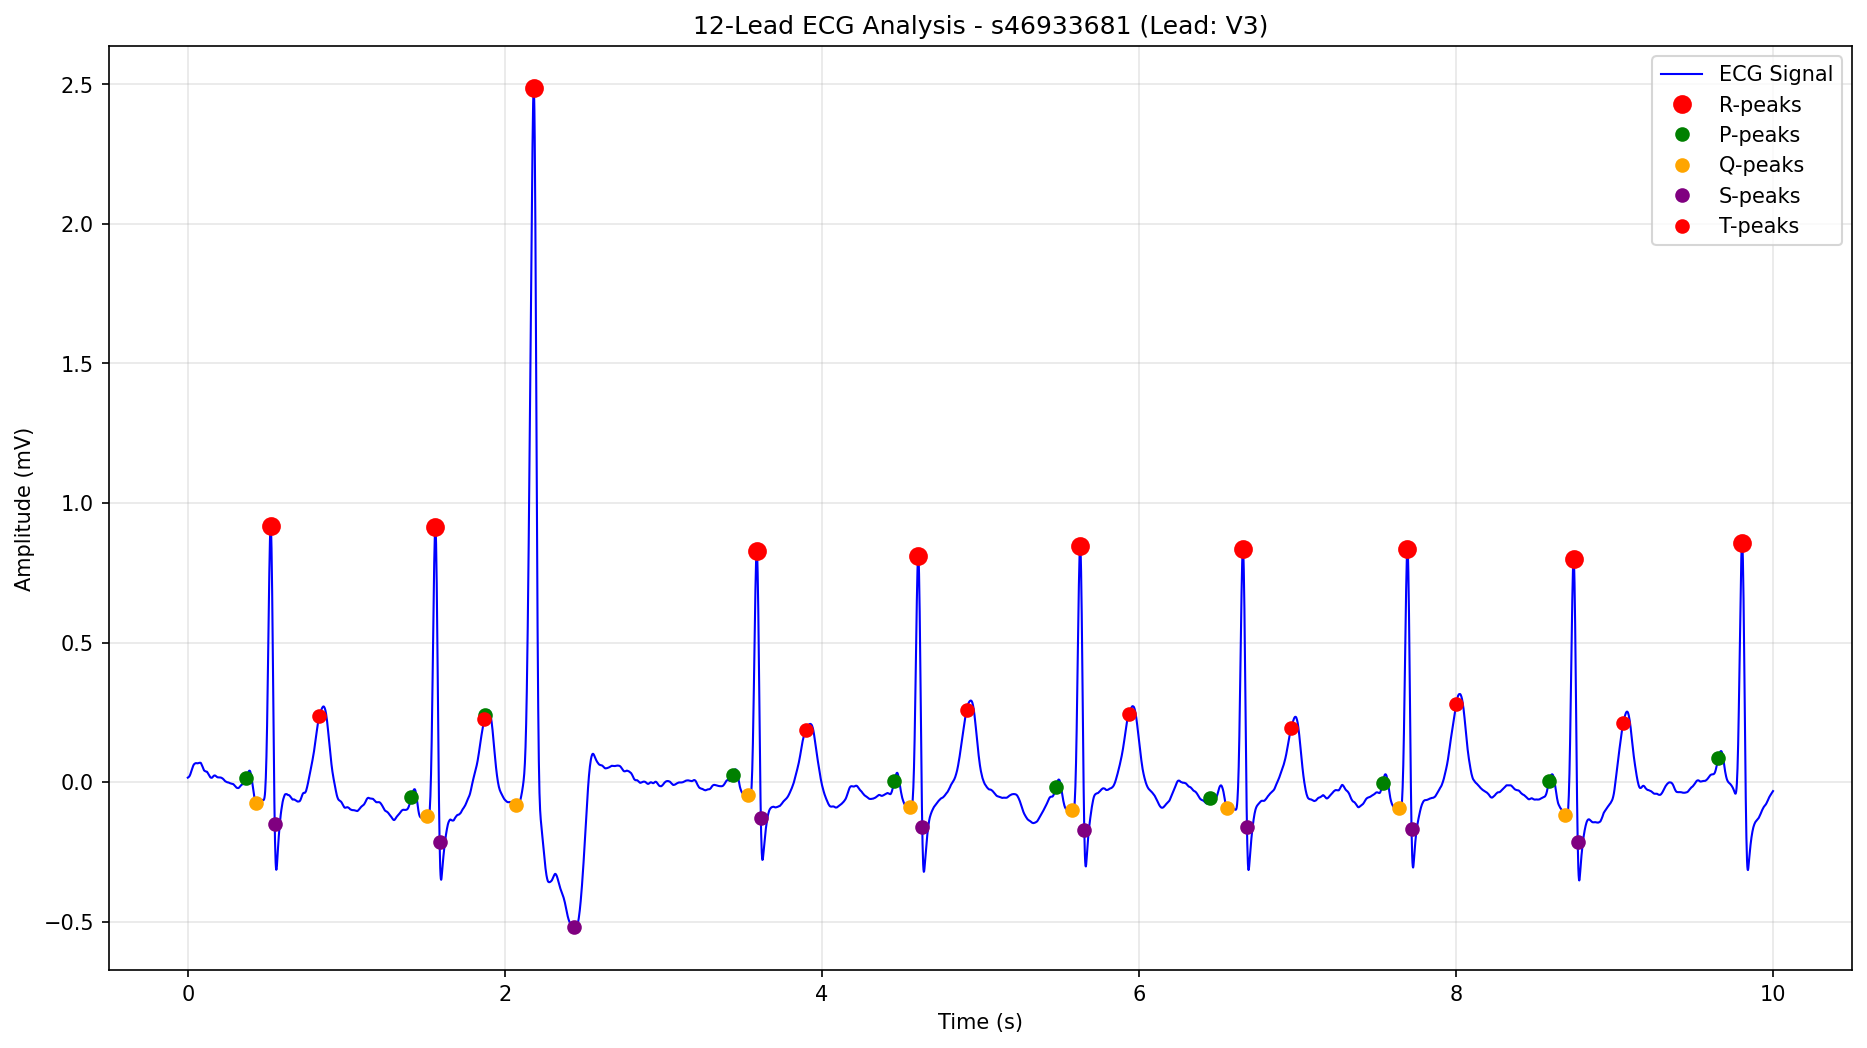 12-Lead ECG Analysis - s46933681 (Lead: V3)
ECG Signal
R-peaks
P-peaks
Q-peaks
S-peaks
T-peaks
Amplitude (mV)
2.5
2.0
1.5
1.0
0.5
0.0
−0.5
0 2 4 6 8 10
Time (s)